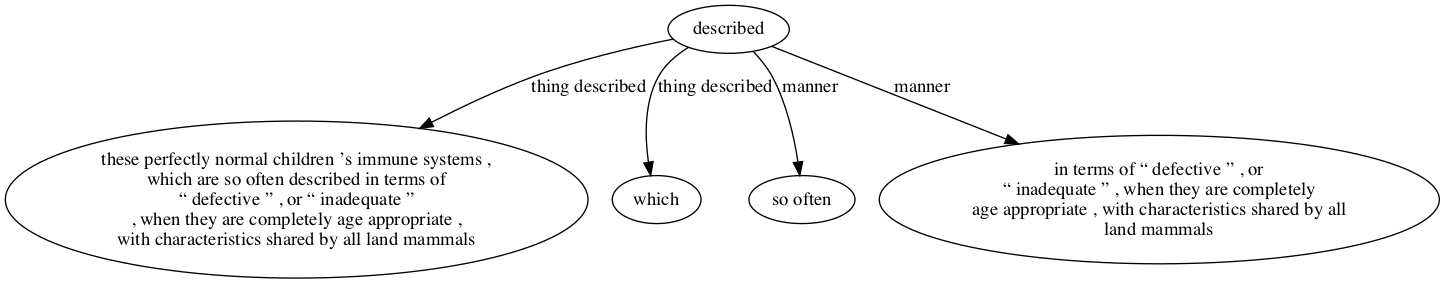 described
thing described
thing described
manner
manner
these perfectly normal children ’s immune systems ,
which are so often described in terms of
“ defective ” , or “ inadequate ”
, when they are completely age appropriate ,
with characteristics shared by all land mammals
which
so often
in terms of “ defective ” , or
“ inadequate ” , when they are completely
age appropriate , with characteristics shared by all
land mammals